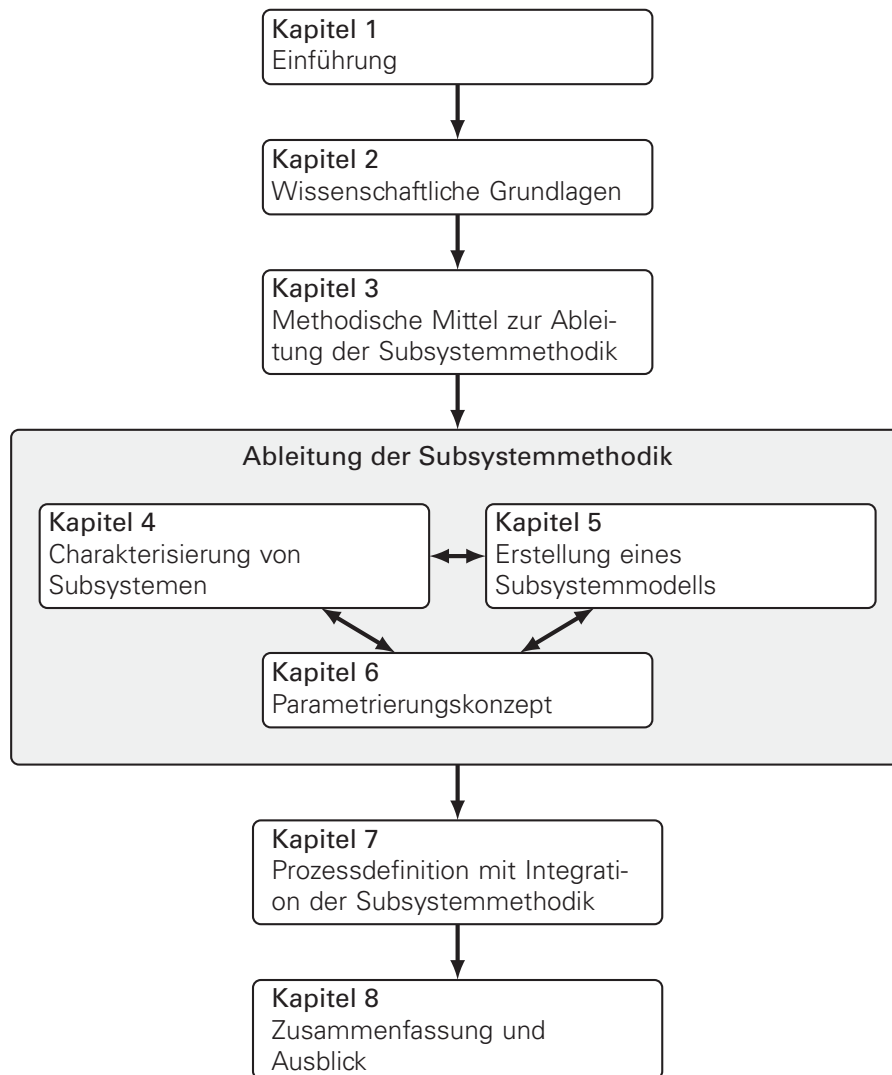 Kapitel 1
Einführung
Kapitel 2
Wissenschaftliche Grundlagen
Kapitel 3
Methodische Mittel zur Ablei-
tung der Subsystemmethodik
Ableitung der Subsystemmethodik
Kapitel 4
Charakterisierung von
Subsystemen
Kapitel 5
Erstellung eines
Subsystemmodells
Kapitel 6
Parametrierungskonzept
Kapitel 7
Prozessdefinition mit Integrati-
on der Subsystemmethodik
Kapitel 8
Zusammenfassung und
Ausblick